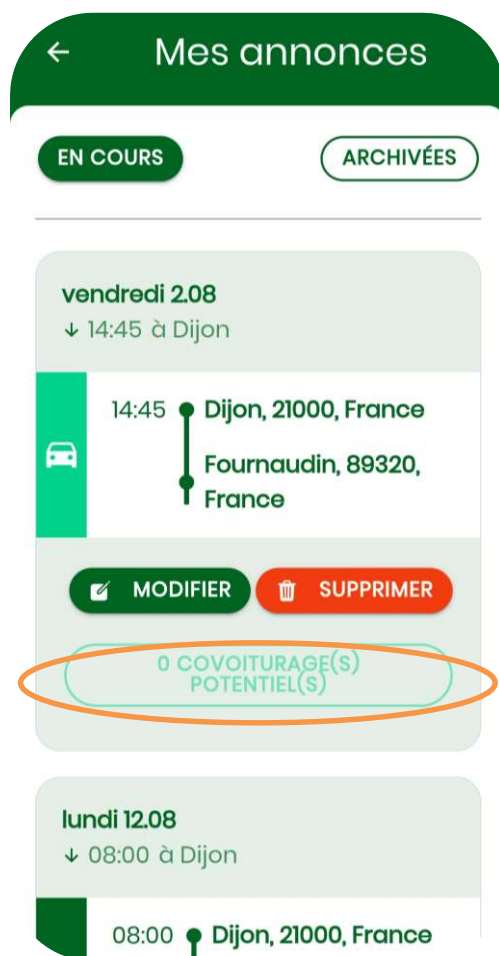 Mes annonces
EN COURS
ARCHIVÉES
vendredi 2.08
14:45 à Dijon
14:45 Dijon, 21000, France
Fournaudin, 89320,
France
MODIFIER
SUPPRIMER
0 COVOITURAGE(S)
POTENTIEL(S)
lundi 12.08
08:00 à Dijon
08:00 Dijon, 21000, France